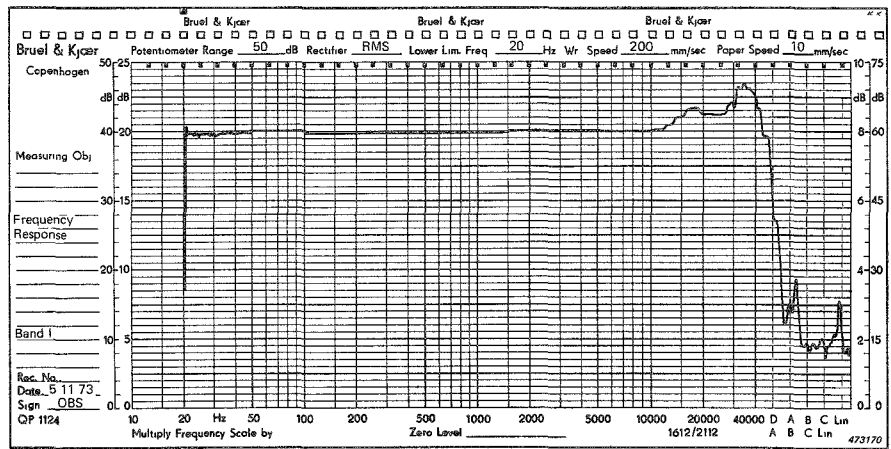 Brüel & Kjær Brüel & Kjær Brüel & Kjær
Brüel & Kjær Potentiometer Range 50 dB Rectifier RMS Lower Lim. Freq 20 Hz Wr Speed 200 mm/sec Paper Speed 10 mm/sec
Copenhagen
50 25 10 75
dB dB dB dB
40 20 8 60
Measuring Obj
30 15 6 45
Frequency
Response
20 10 4 30
Band I
10 5 2 15
Rec. No.
Date 5 11 73
Sign OBS
0 0 0 0
QP 1124
10 20 Hz 50 100 200 500 1000 2000 5000 10000 20000 40000 D A B C Lin
Multiply Frequency Scale by Zero Level 1612/2112 A B C Lin
473170